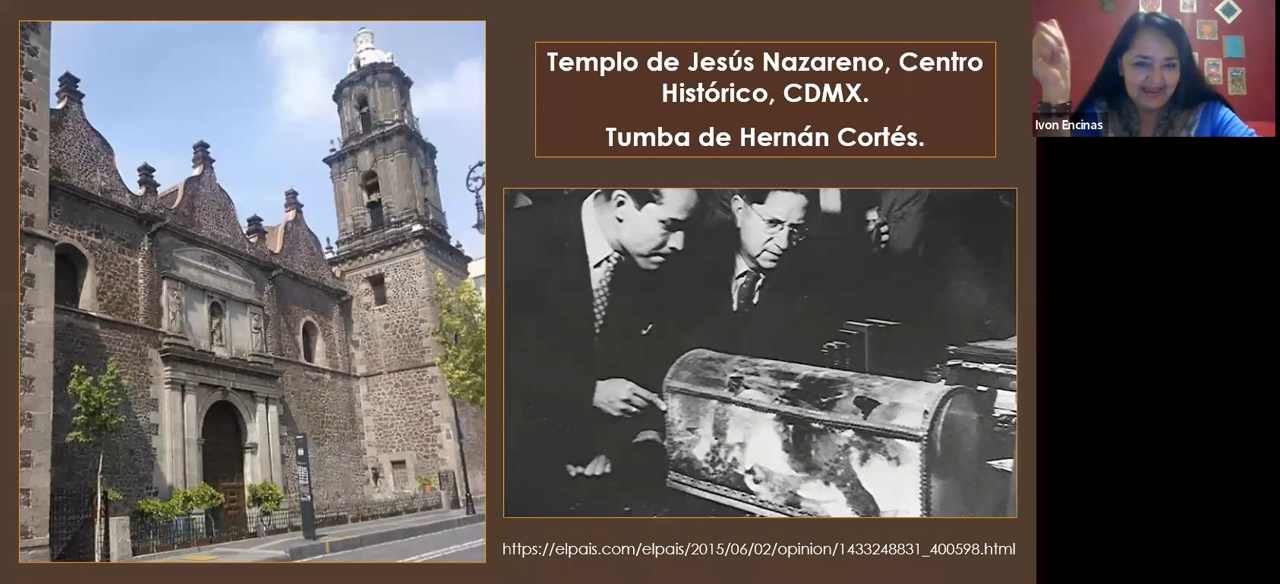 Templo de Jesús Nazareno, Centro
Histórico, CDMX.
Tumba de Hernán Cortés.
Ivon Encinas
https://elpais.com/elpais/2015/06/02/opinion/1433248831_400598.html